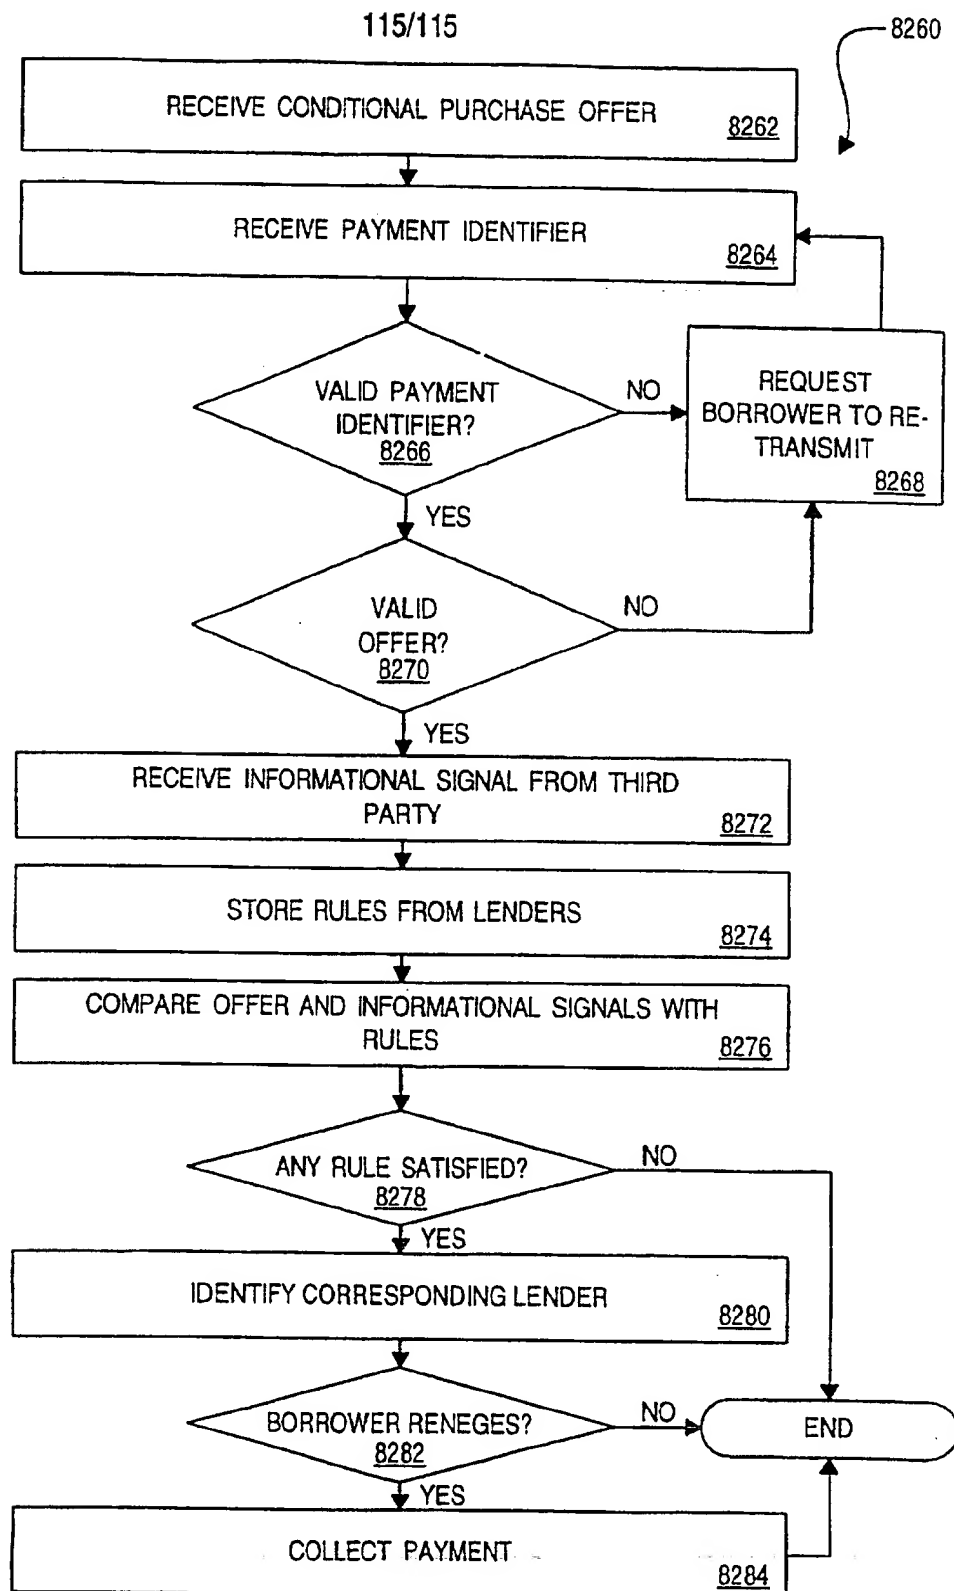 115/115
8260
RECEIVE CONDITIONAL PURCHASE OFFER
8262
RECEIVE PAYMENT IDENTIFIER
8264
VALID PAYMENT
IDENTIFIER?
8266
NO
REQUEST
BORROWER TO RE-
TRANSMIT
8268
YES
VALID
OFFER?
8270
NO
YES
RECEIVE INFORMATIONAL SIGNAL FROM THIRD
PARTY
8272
STORE RULES FROM LENDERS
8274
COMPARE OFFER AND INFORMATIONAL SIGNALS WITH
RULES
8276
ANY RULE SATISFIED?
8278
NO
YES
IDENTIFY CORRESPONDING LENDER
8280
BORROWER RENEGES?
8282
NO
END
YES
COLLECT PAYMENT
8284